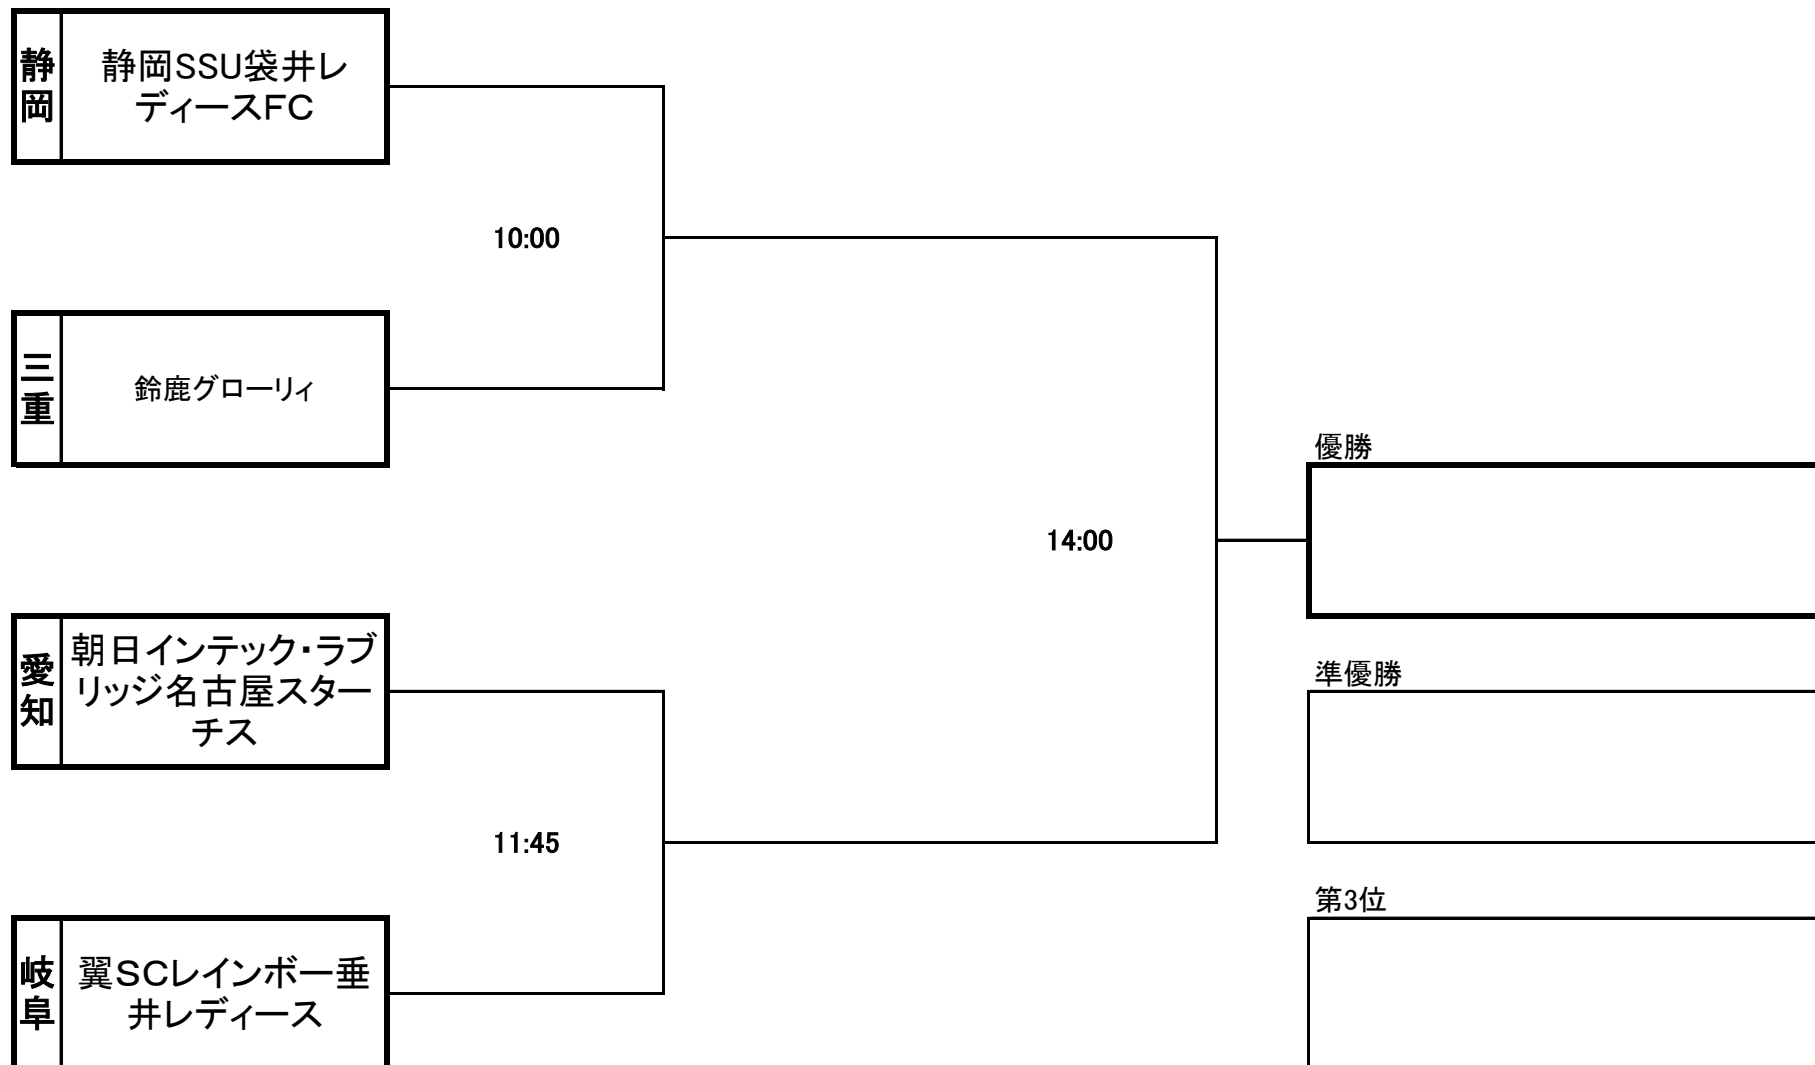 静岡
静岡SSU袋井レ
ディースFC
10:00
三重
鈴鹿グローリィ
優勝
14:00
愛知
朝日インテック・ラブ
リッジ名古屋スター
チス
準優勝
11:45
第3位
岐阜
翼SCレインボー垂
井レディース